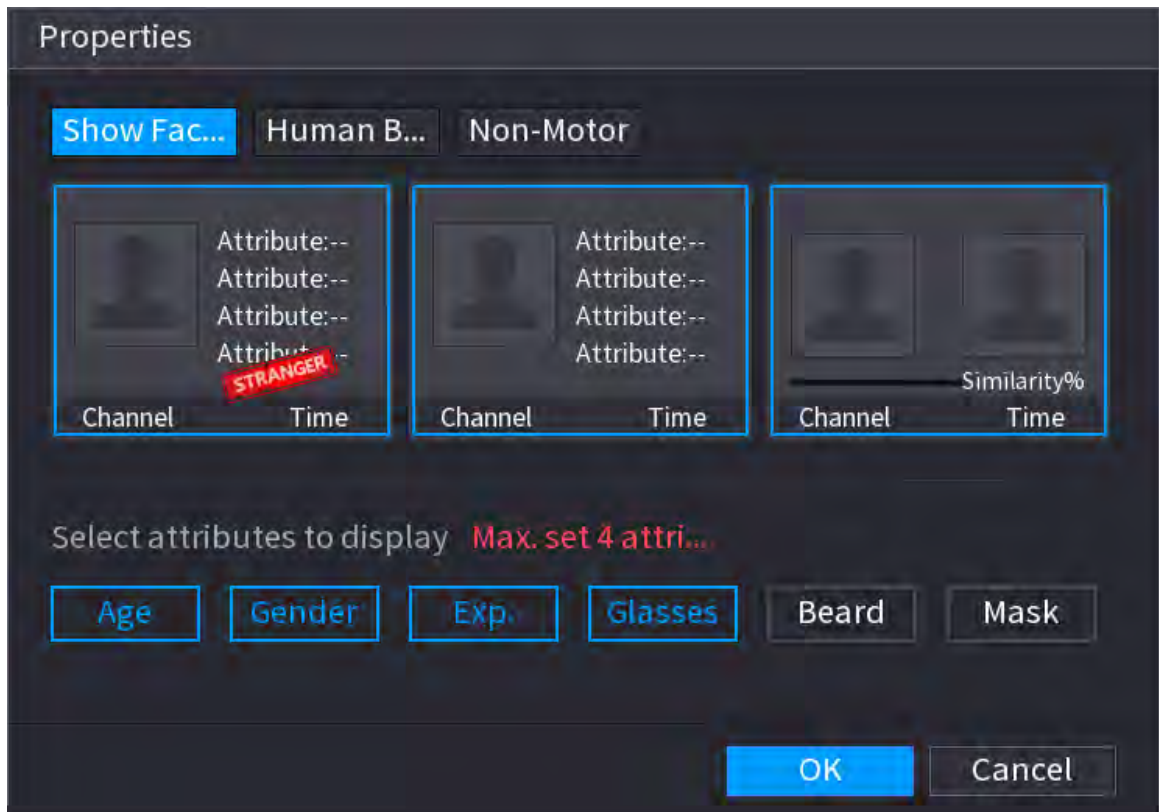 Properties
Show Fac... Human B... Non-Motor
Attribute:-- Attribute:--
Attribute:-- Attribute:--
Attribute:-- Attribute:--
Attribute:--
STRANGER Similarity%
Channel Time Channel Time Channel Time
Select attributes to display Max. set 4 attri...
Age Gender Exp. Glasses Beard Mask
OK Cancel